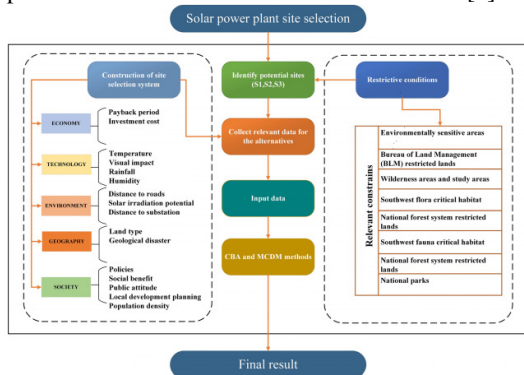 Solar power plant site selection
Construction of site
selection system
Identify potential sites
(S1,S2,S3)
Restrictive conditions
ECONOMY
Payback period
Investment cost
TECHNOLOGY
Temperature
Visual impact
Rainfall
Humidity
ENVIRONMENT
Distance to roads
Solar irradiation potential
Distance to substation
GEOGRAPHY
Land type
Geological disaster
SOCIETY
Policies
Social benefit
Public attitude
Local development planning
Population density
Collect relevant data for
the alternatives
Input data
CBA and MCDM methods
Relevant constrains
Environmentally sensitive areas
Bureau of Land Management
(BLM) restricted lands
Wilderness areas and study areas
Southwest flora critical habitat
National forest system restricted
lands
Southwest fauna critical habitat
National forest system restricted
lands
National parks
Final result